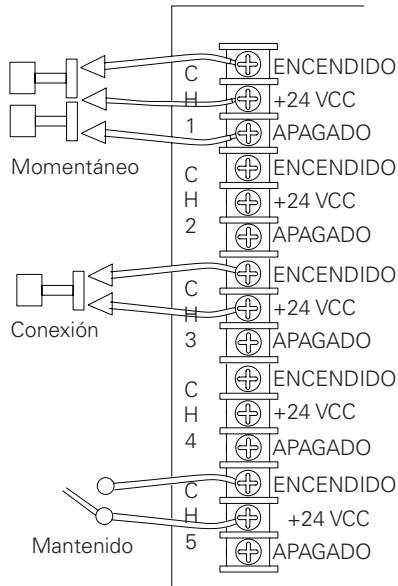 C
H
1
ENCENDIDO
+24 VCC
APAGADO
Momentáneo
C
H
2
ENCENDIDO
+24 VCC
APAGADO
C
H
3
ENCENDIDO
+24 VCC
APAGADO
Conexión
C
H
4
ENCENDIDO
+24 VCC
APAGADO
C
H
5
ENCENDIDO
+24 VCC
APAGADO
Mantenido